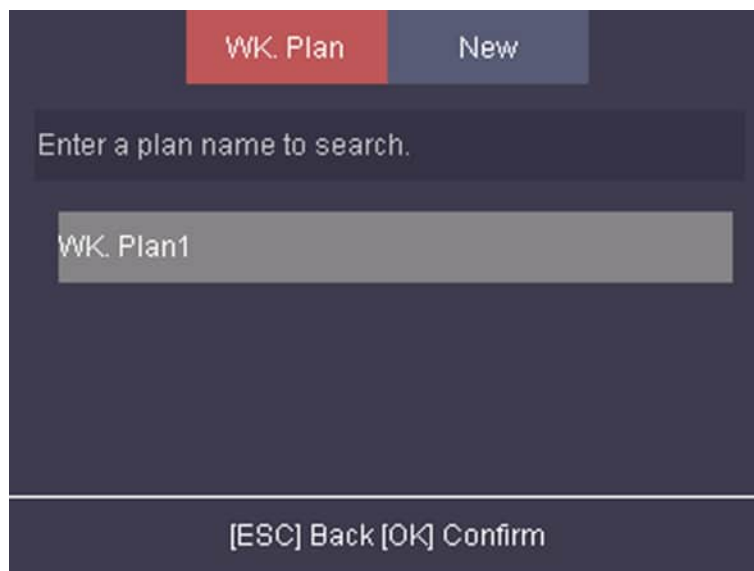 WK. Plan New
Enter a plan name to search.
WK. Plan1
[ESC] Back [OK] Confirm